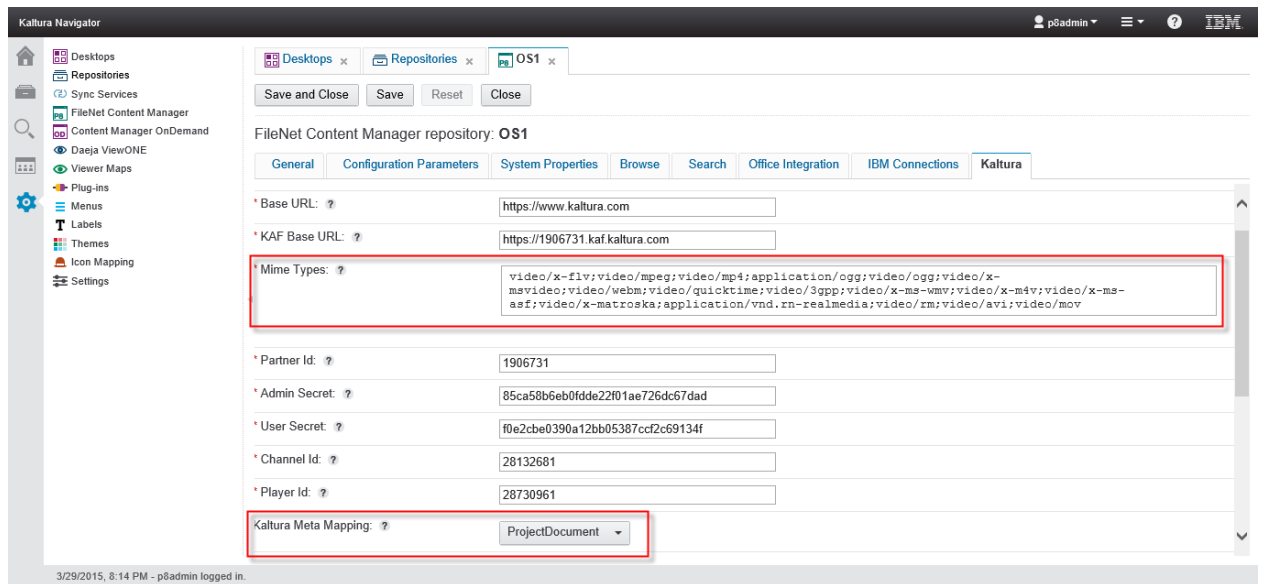 Kaltura Navigator
p8admin
?
IBM
Desktops
Repositories
Sync Services
P8 FileNet Content Manager
OD Content Manager OnDemand
Daeja ViewONE
Viewer Maps
Plug-ins
Menus
T Labels
Themes
Icon Mapping
Settings
Desktops x Repositories x P8 OS1 x
Save and Close Save Reset Close
FileNet Content Manager repository: OS1
General Configuration Parameters System Properties Browse Search Office Integration IBM Connections Kaltura
* Base URL: ? https://www.kaltura.com
* KAF Base URL: ? https://1906731.kaf.kaltura.com
* Mime Types: ? video/x-flv;video/mpeg;video/mp4;application/ogg;video/ogg;video/x-
msvideo;video/webm;video/quicktime;video/3gpp;video/x-ms-wmv;video/x-m4v;video/x-ms-
asf;video/x-matroska;application/vnd.rn-realmedia;video/rm;video/avi;video/mov
* Partner Id: ? 1906731
* Admin Secret: ? 85ca58b6eb0fdde22f01ae726dc67dad
* User Secret: ? f0e2cbe0390a12bb05387ccf2c69134f
* Channel Id: ? 28132681
* Player Id: ? 28730961
Kaltura Meta Mapping: ? ProjectDocument
3/29/2015, 8:14 PM - p8admin logged in.